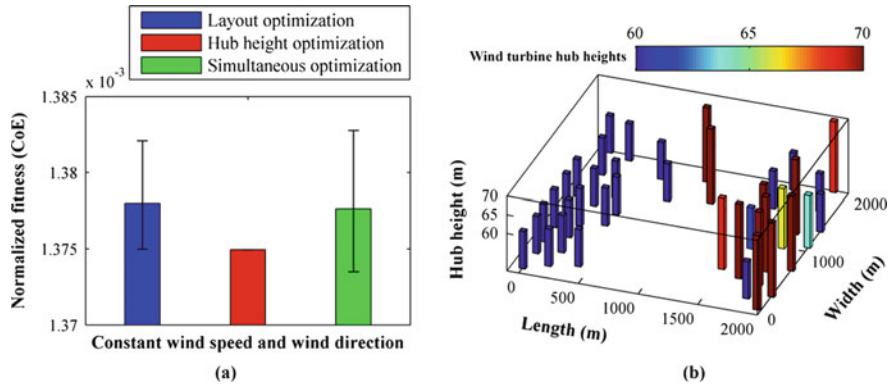 Layout optimization
Hub height optimization
Simultaneous optimization
x 10⁻³
1.385
1.38
1.375
1.37
Normalized fitness (CoE)
Constant wind speed and wind direction
(a)
60 65 70
Wind turbine hub heights
70
65
60
Hub height (m)
0 500 1000 1500 2000
Length (m)
0 1000 2000
Width (m)
(b)